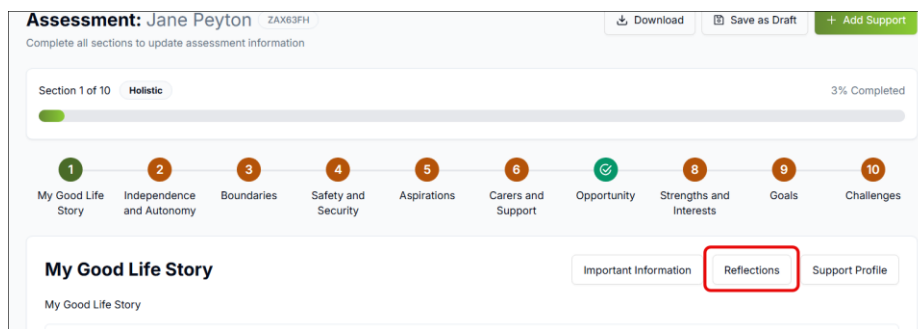 Assessment: Jane Peyton ZAX63FH
Download
Save as Draft
+ Add Support
Complete all sections to update assessment information
Section 1 of 10 Holistic
3% Completed
1
2
3
4
5
6
8
9
10
My Good Life
Story
Independence
and Autonomy
Boundaries
Safety and
Security
Aspirations
Carers and
Support
Opportunity
Strengths and
Interests
Goals
Challenges
My Good Life Story
Important Information
Reflections
Support Profile
My Good Life Story